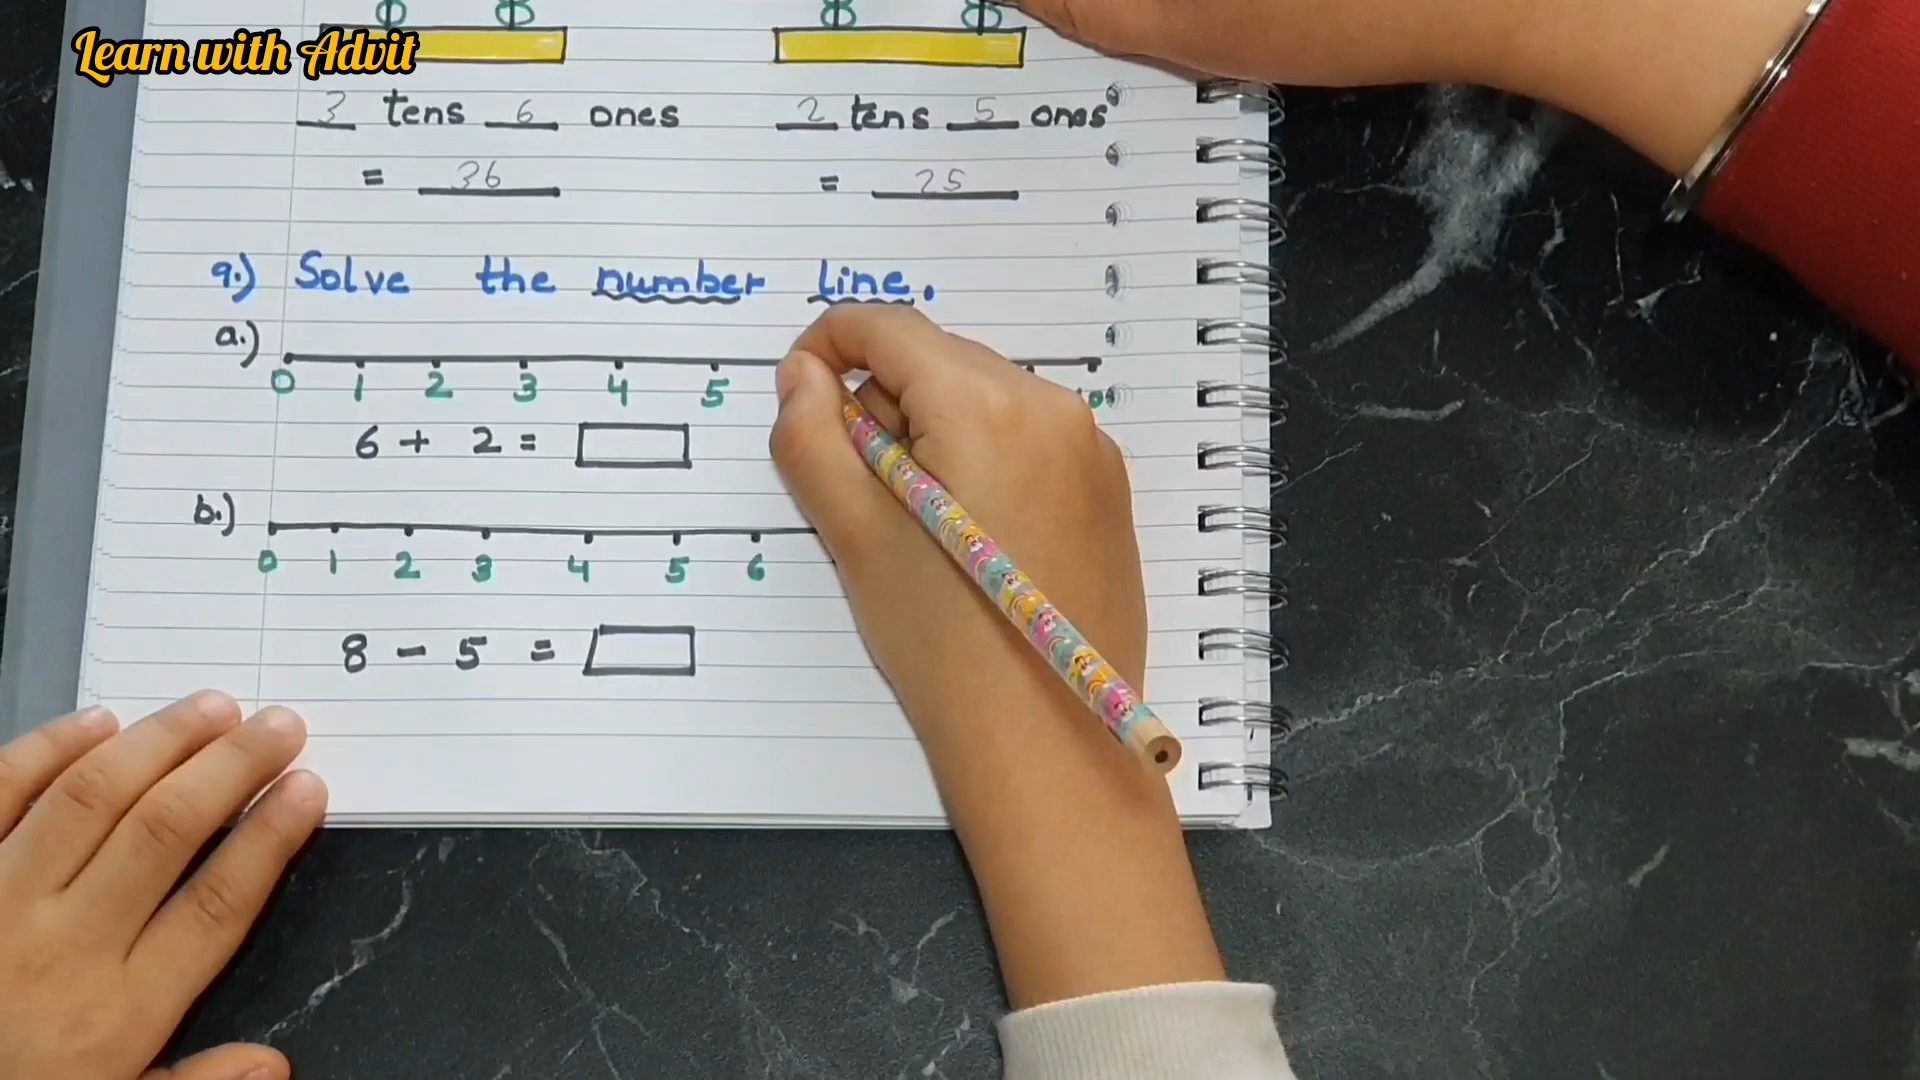 Learn with Advit
3 tens 6 ones
= 36
2 tens 5 ones
= 25
9.) Solve the number line.
a.)
0 1 2 3 4 5 10
6 + 2 =
b.)
0 1 2 3 4 5 6
8 - 5 =